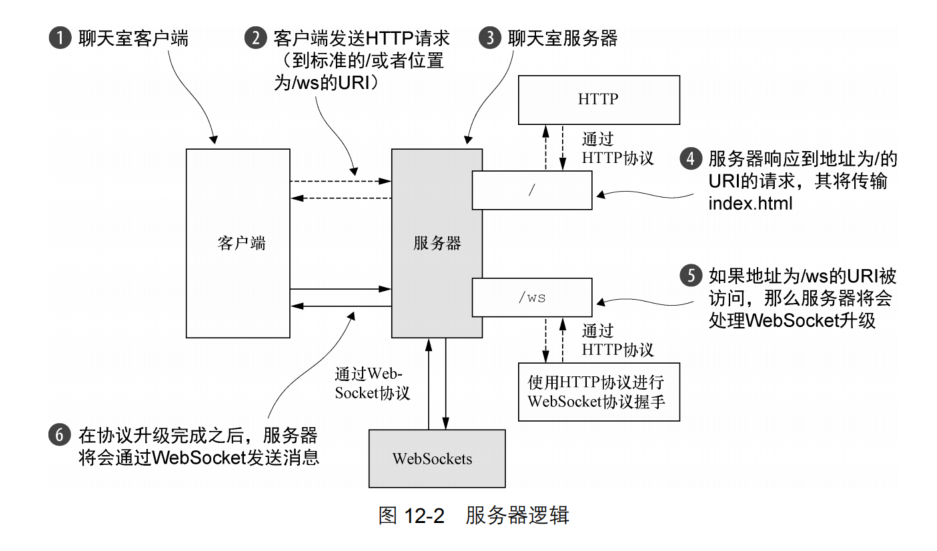 ❶ 聊天室客户端
❷ 客户端发送HTTP请求
（到标准的/或者位置
为/ws的URI）
❸ 聊天室服务器
HTTP
通过
HTTP协议
❹ 服务器响应到地址为/的
URI的请求，其将传输
index.html
/
客户端
服务器
❺ 如果地址为/ws的URI被
访问，那么服务器将会
处理WebSocket升级
/ws
通过
HTTP协议
通过Web-
Socket协议
使用HTTP协议进行
WebSocket协议握手
❻ 在协议升级完成之后，服务器
将会通过WebSocket发送消息
WebSockets
图 12-2 服务器逻辑